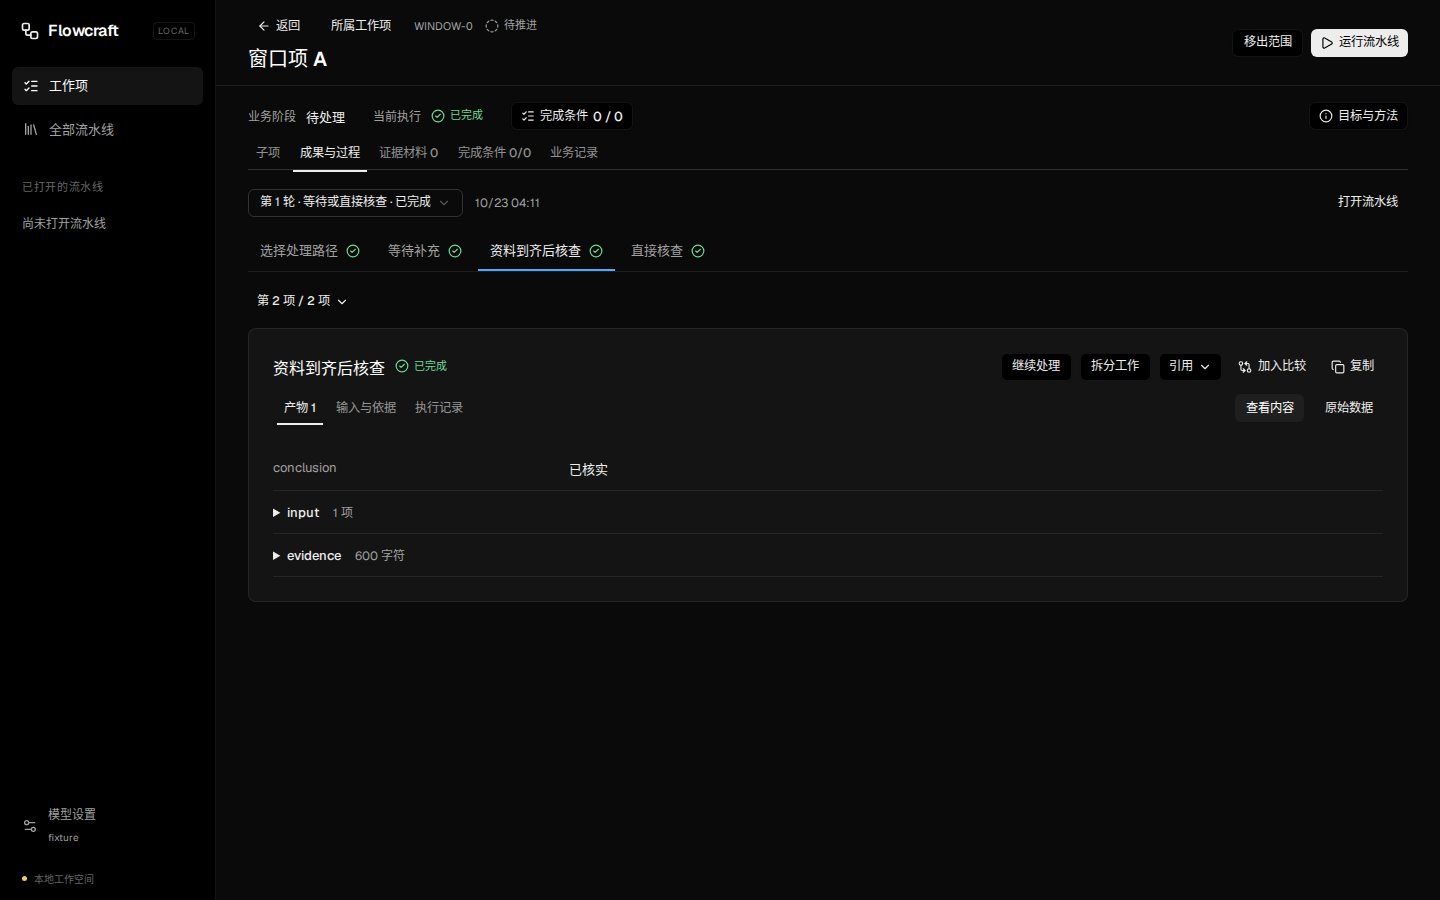 Flowcraft LOCAL
工作项
全部流水线
已打开的流水线
尚未打开流水线
模型设置
fixture
本地工作空间
返回 所属工作项 WINDOW-0 待推进
窗口项 A
移出范围 运行流水线
业务阶段 待处理 当前执行 已完成 完成条件 0 / 0 目标与方法
子项 成果与过程 证据材料 0 完成条件 0/0 业务记录
第 1 轮 · 等待或直接核查 · 已完成 10/23 04:11 打开流水线
选择处理路径 等待补充 资料到齐后核查 直接核查
第 2 项 / 2 项
资料到齐后核查 已完成 继续处理 拆分工作 引用 加入比较 复制
产物 1 输入与依据 执行记录 查看内容 原始数据
conclusion 已核实
input 1 项
evidence 600 字符